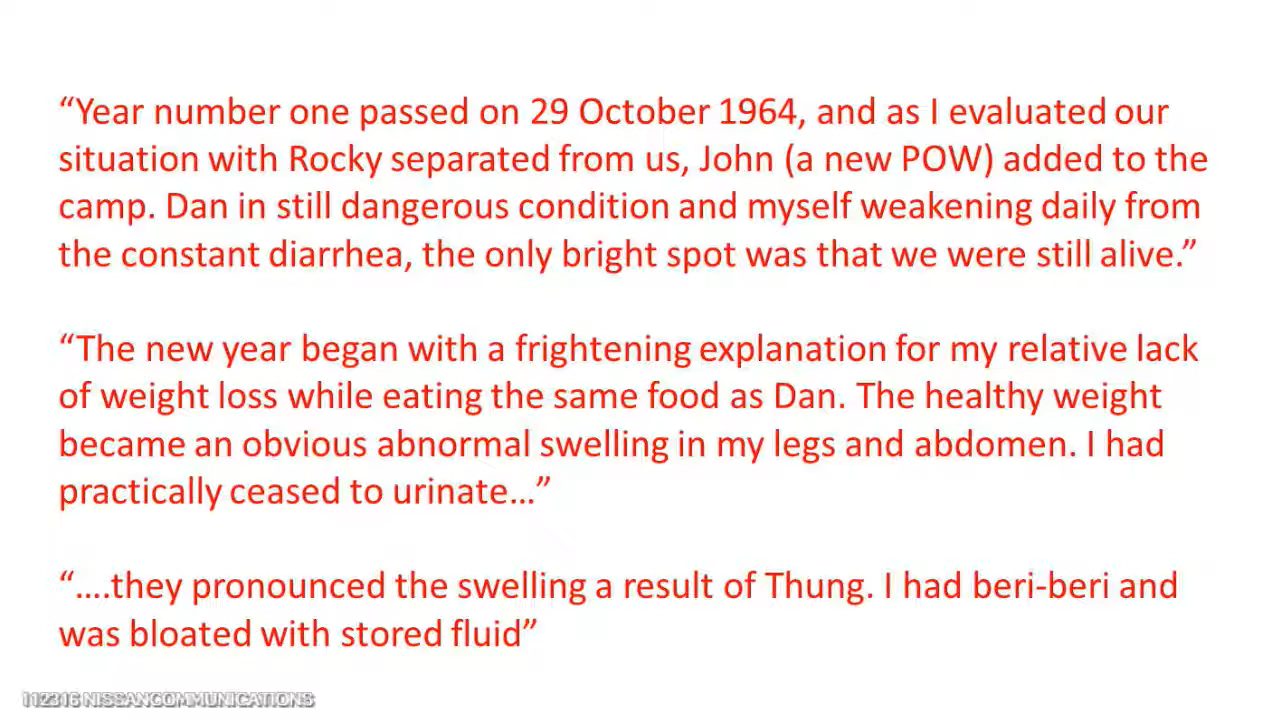 “Year number one passed on 29 October 1964, and as I evaluated our
situation with Rocky separated from us, John (a new POW) added to the
camp. Dan in still dangerous condition and myself weakening daily from
the constant diarrhea, the only bright spot was that we were still alive.”
“The new year began with a frightening explanation for my relative lack
of weight loss while eating the same food as Dan. The healthy weight
became an obvious abnormal swelling in my legs and abdomen. I had
practically ceased to urinate…”
“….they pronounced the swelling a result of Thung. I had beri-beri and
was bloated with stored fluid”
112316 NISSANCOMMUNICATIONS